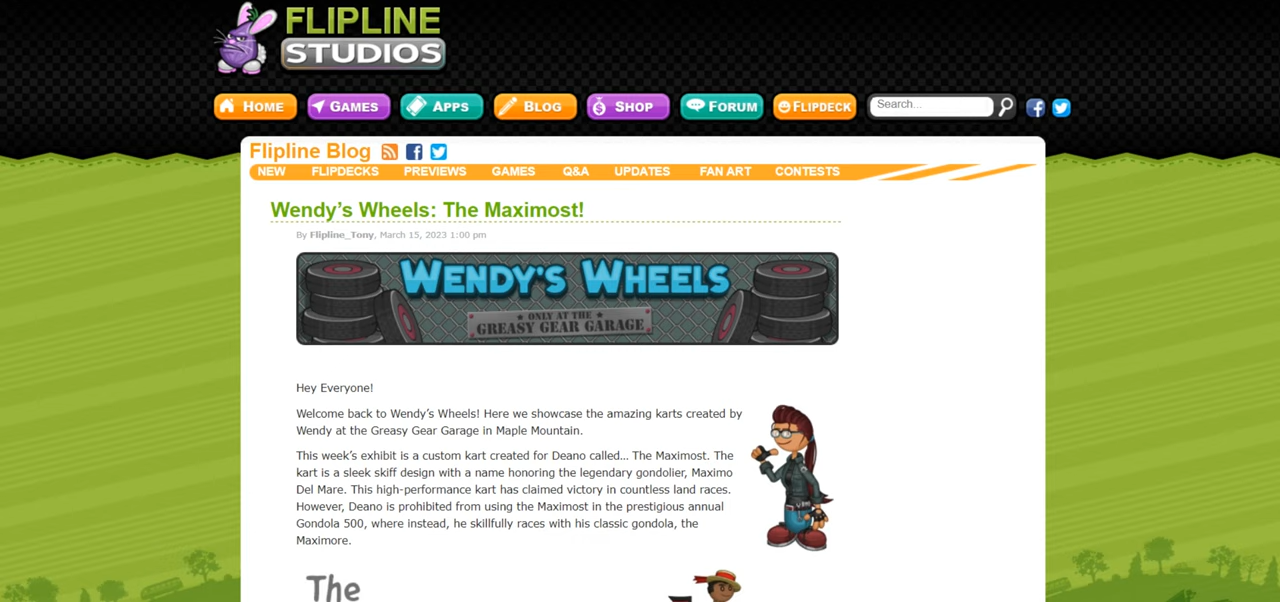 FLIPLINE
STUDIOS
HOME GAMES APPS BLOG SHOP FORUM FLIPDECK Search...
Flipline Blog
NEW FLIPDECKS PREVIEWS GAMES Q&A UPDATES FAN ART CONTESTS
Wendy’s Wheels: The Maximost!
By Flipline_Tony, March 15, 2023 1:00 pm
WENDY'S WHEELS
★ ONLY AT THE ★
GREASY GEAR GARAGE
Hey Everyone!
Welcome back to Wendy’s Wheels! Here we showcase the amazing karts created by
Wendy at the Greasy Gear Garage in Maple Mountain.
This week’s exhibit is a custom kart created for Deano called… The Maximost. The
kart is a sleek skiff design with a name honoring the legendary gondolier, Maximo
Del Mare. This high-performance kart has claimed victory in countless land races.
However, Deano is prohibited from using the Maximost in the prestigious annual
Gondola 500, where instead, he skillfully races with his classic gondola, the
Maximore.
The